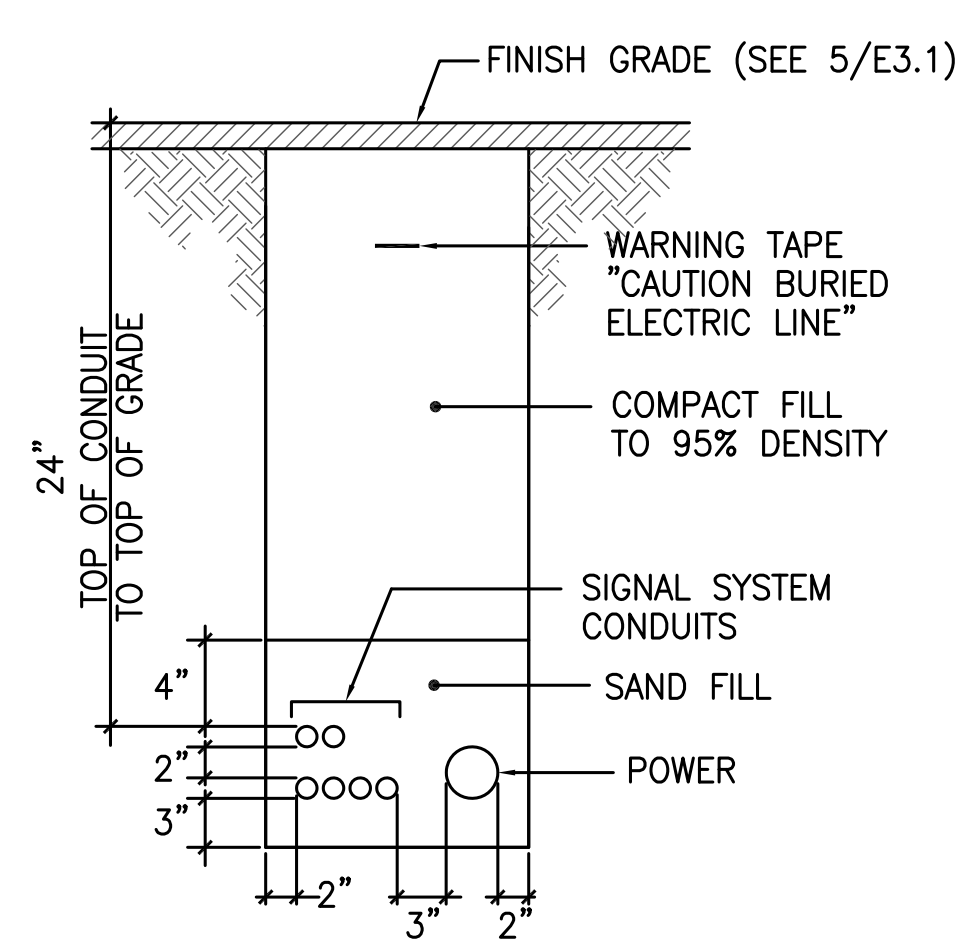 FINISH GRADE (SEE 5/E3.1)
WARNING TAPE
"CAUTION BURIED
ELECTRIC LINE"
24"
TOP OF CONDUIT
TO TOP OF GRADE
COMPACT FILL
TO 95% DENSITY
SIGNAL SYSTEM
CONDUITS
4"
SAND FILL
2"
POWER
3"
2"
3"
2"